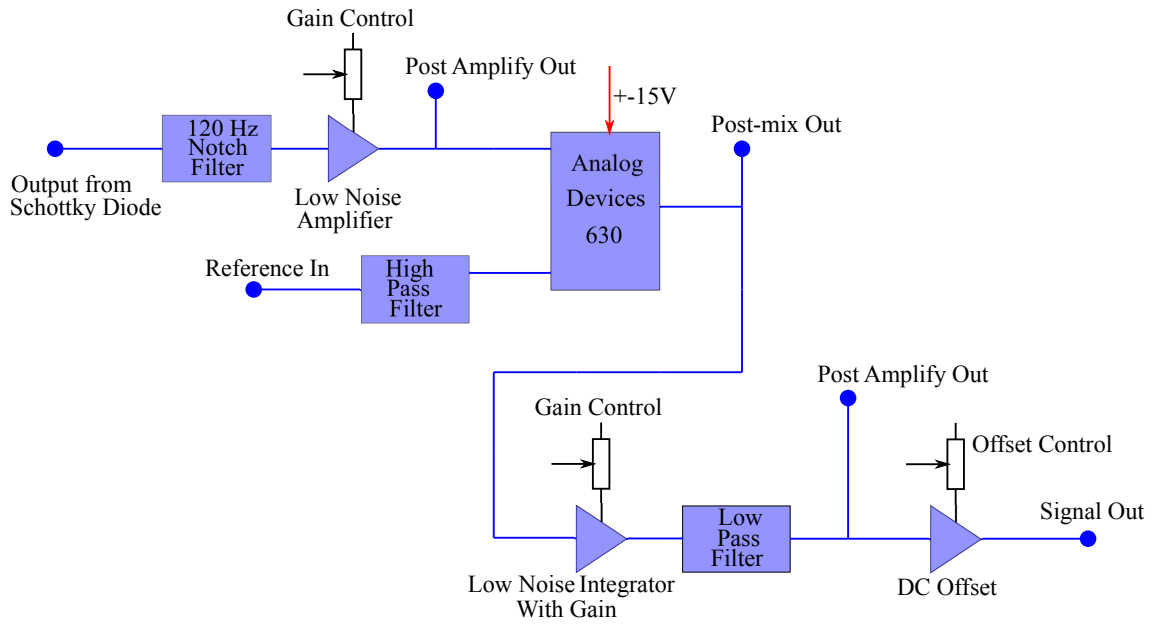 Gain Control
Post Amplify Out
+-15V
Post-mix Out
120 Hz
Notch
Filter
Analog
Devices
630
Output from
Schottky Diode
Low Noise
Amplifier
Reference In
High
Pass
Filter
Post Amplify Out
Gain Control
Offset Control
Low
Pass
Filter
Signal Out
Low Noise Integrator
With Gain
DC Offset